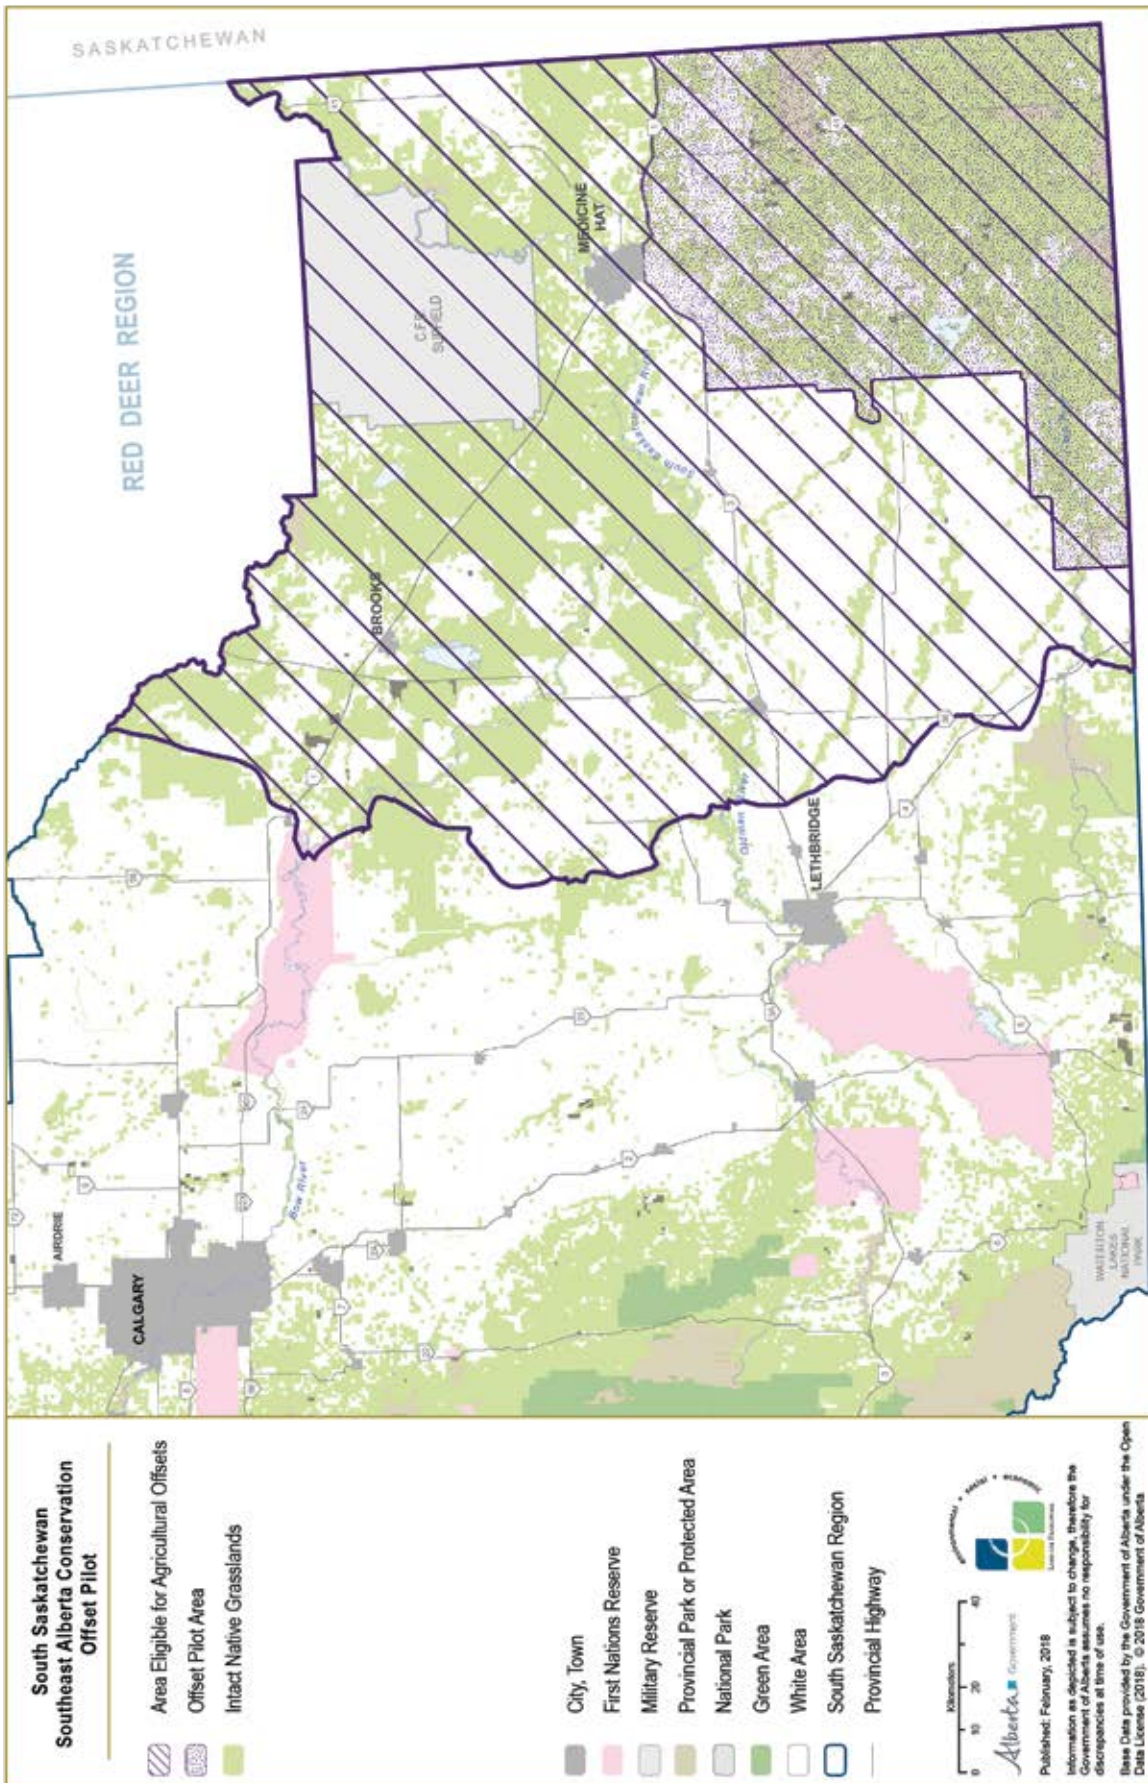 South Saskatchewan
Southeast Alberta Conservation
Offset Pilot
Area Eligible for Agricultural Offsets
Offset Pilot Area
Intact Native Grasslands
City, Town
First Nations Reserve
Military Reserve
Provincial Park or Protected Area
National Park
Green Area
White Area
South Saskatchewan Region
Provincial Highway
Kilometers
0 10 20 40
Alberta Government
environmental • social • economic
Published: February, 2018
Information as depicted is subject to change, therefore the
Government of Alberta assumes no responsibility for
discrepancies at time of use.
Base Data provided by the Government of Alberta under the Open
Data License (2018). © 2018 Government of Alberta
SASKATCHEWAN
RED DEER REGION
AIRDRIE
CALGARY
Bow River
BROOKS
MEDICINE
HAT
South Saskatchewan River
LETHBRIDGE
WATERTON
LAKES
NATIONAL
PARK